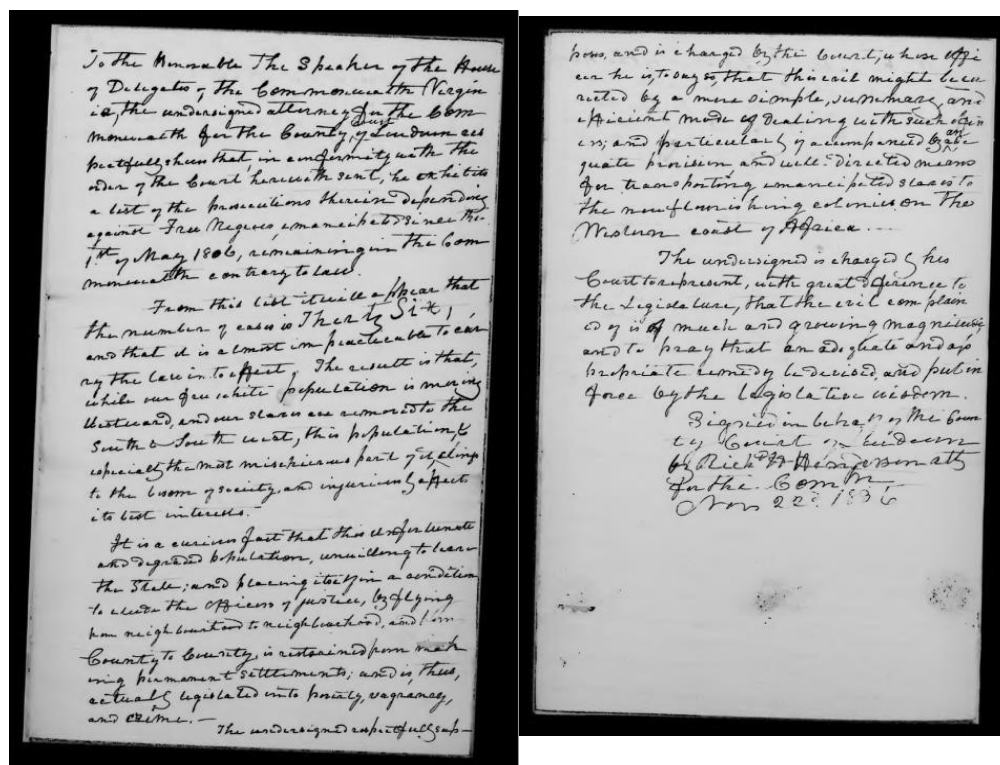 To the Honorable The Speaker of the House
of Delegates of the Commonwealth Virgin
ia, the undersigned attorney for the Com
monwealth for the County, of Loudoun res
pectfully shews that, in conformity with the
order of the Court herewith sent, he exhibits
a list of the prosecutions therein depending
against Free Negroes, emancipated since the
1st of May 1806, remaining in the Com
monwealth contrary to law.
From this list it will appear that
the number of cases is Thirty Six,
and that it is almost impracticable to car
ry the law into effect. The result is that,
while our free white population is moving
Westward, and our slaves are removed to the
South & South west, this population, &
especially the most mischievous part of it, clings
to the bosom of society, and injuriously affects
its best interests.
It is a curious fact that this unfortunate
and degraded population, unwilling to leave
the State; and placing itself in a condition
to elude the officers of justice, by flying
from neighbourhood to neighbourhood, and from
County to County, is restrained from mak
ing permanent settlements; and is, thus,
actually legislated into poverty, vagrancy,
and crime. —
The undersigned respectfully sup-
poses, and is charged by the Court, whose offi
cer he is, to say so, that this evil might be cor
rected by a more simple, summary, and
efficient mode of Dealing with such offen
ces; and particularly if accompanied by an ade
quate provision and well-directed means
for transporting emancipated slaves to
the now flourishing colonies on the
Western coast of Africa. —
The undersigned is charged by his
Court to represent, with great deference to
the Legislature, that the evil complain
ed of is of much and growing magnitude;
and to pray that an adequate and ap
propriate remedy be devised, and put in
force by the legislative wisdom.
Signed in behalf of the Coun
ty Court of Loudoun
by Richd H Henderson atty
for the Comth
Nov 22d. 1836